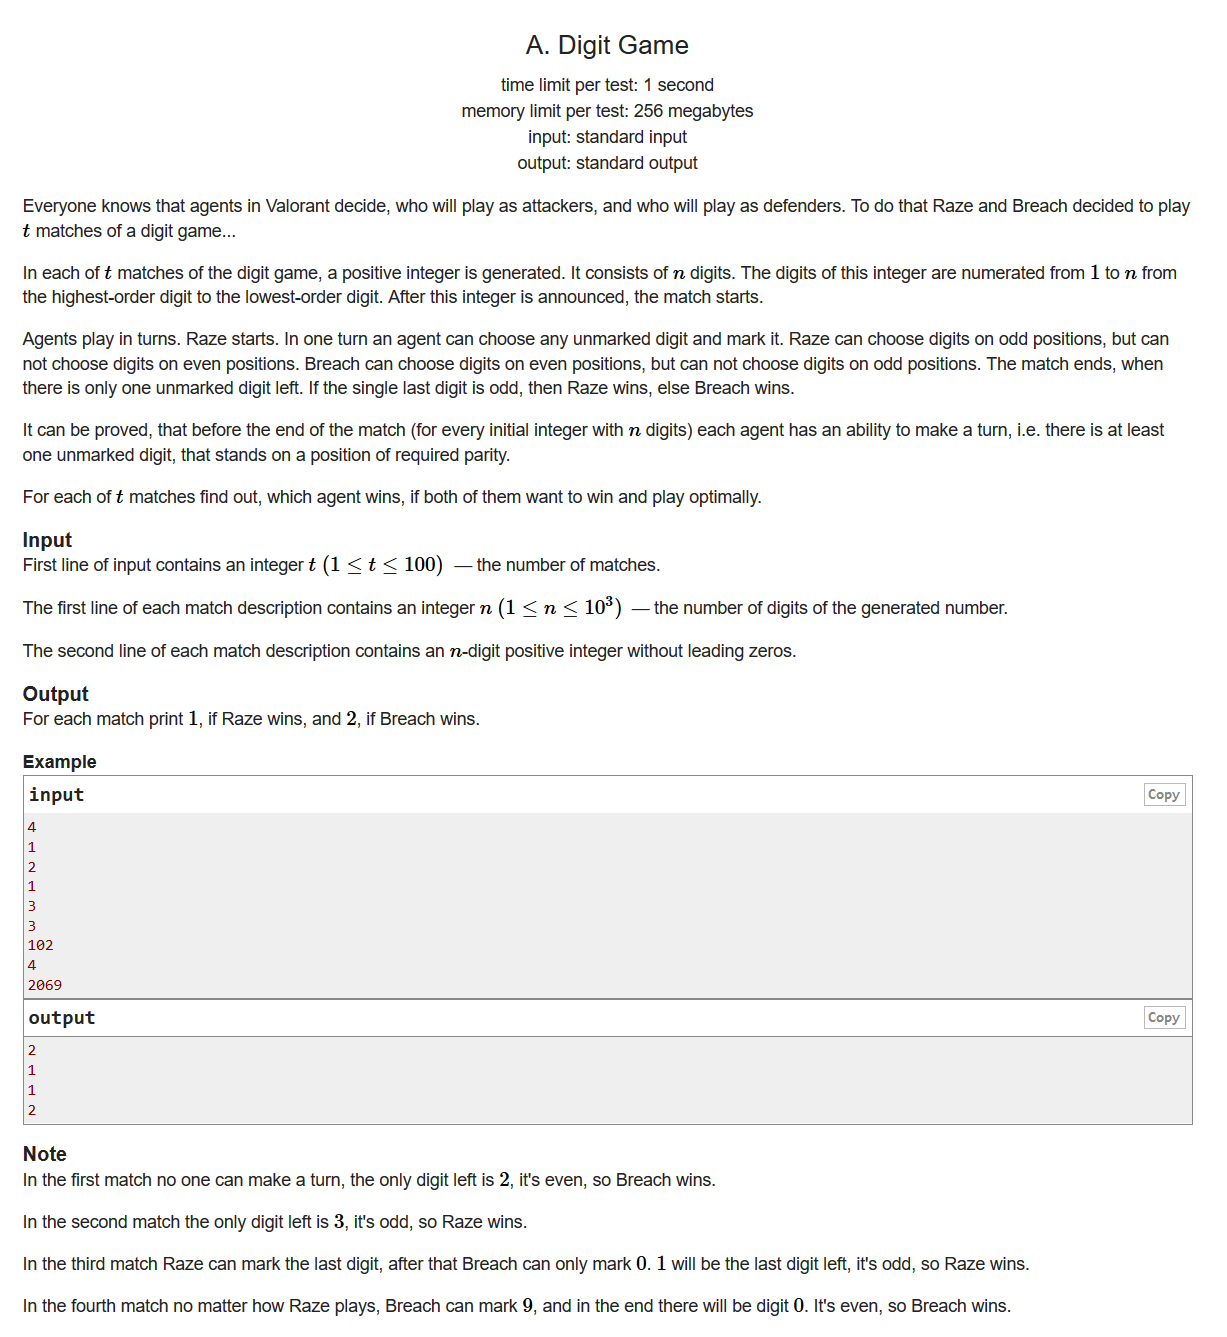 A. Digit Game
time limit per test: 1 second
memory limit per test: 256 megabytes
input: standard input
output: standard output
Everyone knows that agents in Valorant decide, who will play as attackers, and who will play as defenders. To do that Raze and Breach decided to play
t matches of a digit game...
In each of t matches of the digit game, a positive integer is generated. It consists of n digits. The digits of this integer are numerated from 1 to n from
the highest-order digit to the lowest-order digit. After this integer is announced, the match starts.
Agents play in turns. Raze starts. In one turn an agent can choose any unmarked digit and mark it. Raze can choose digits on odd positions, but can
not choose digits on even positions. Breach can choose digits on even positions, but can not choose digits on odd positions. The match ends, when
there is only one unmarked digit left. If the single last digit is odd, then Raze wins, else Breach wins.
It can be proved, that before the end of the match (for every initial integer with n digits) each agent has an ability to make a turn, i.e. there is at least
one unmarked digit, that stands on a position of required parity.
For each of t matches find out, which agent wins, if both of them want to win and play optimally.
Input
First line of input contains an integer t (1 ≤ t ≤ 100) — the number of matches.
The first line of each match description contains an integer n (1 ≤ n ≤ 10³) — the number of digits of the generated number.
The second line of each match description contains an n-digit positive integer without leading zeros.
Output
For each match print 1, if Raze wins, and 2, if Breach wins.
Example
input Copy
4
1
2
1
3
3
102
4
2069
output Copy
2
1
1
2
Note
In the first match no one can make a turn, the only digit left is 2, it's even, so Breach wins.
In the second match the only digit left is 3, it's odd, so Raze wins.
In the third match Raze can mark the last digit, after that Breach can only mark 0. 1 will be the last digit left, it's odd, so Raze wins.
In the fourth match no matter how Raze plays, Breach can mark 9, and in the end there will be digit 0. It's even, so Breach wins.